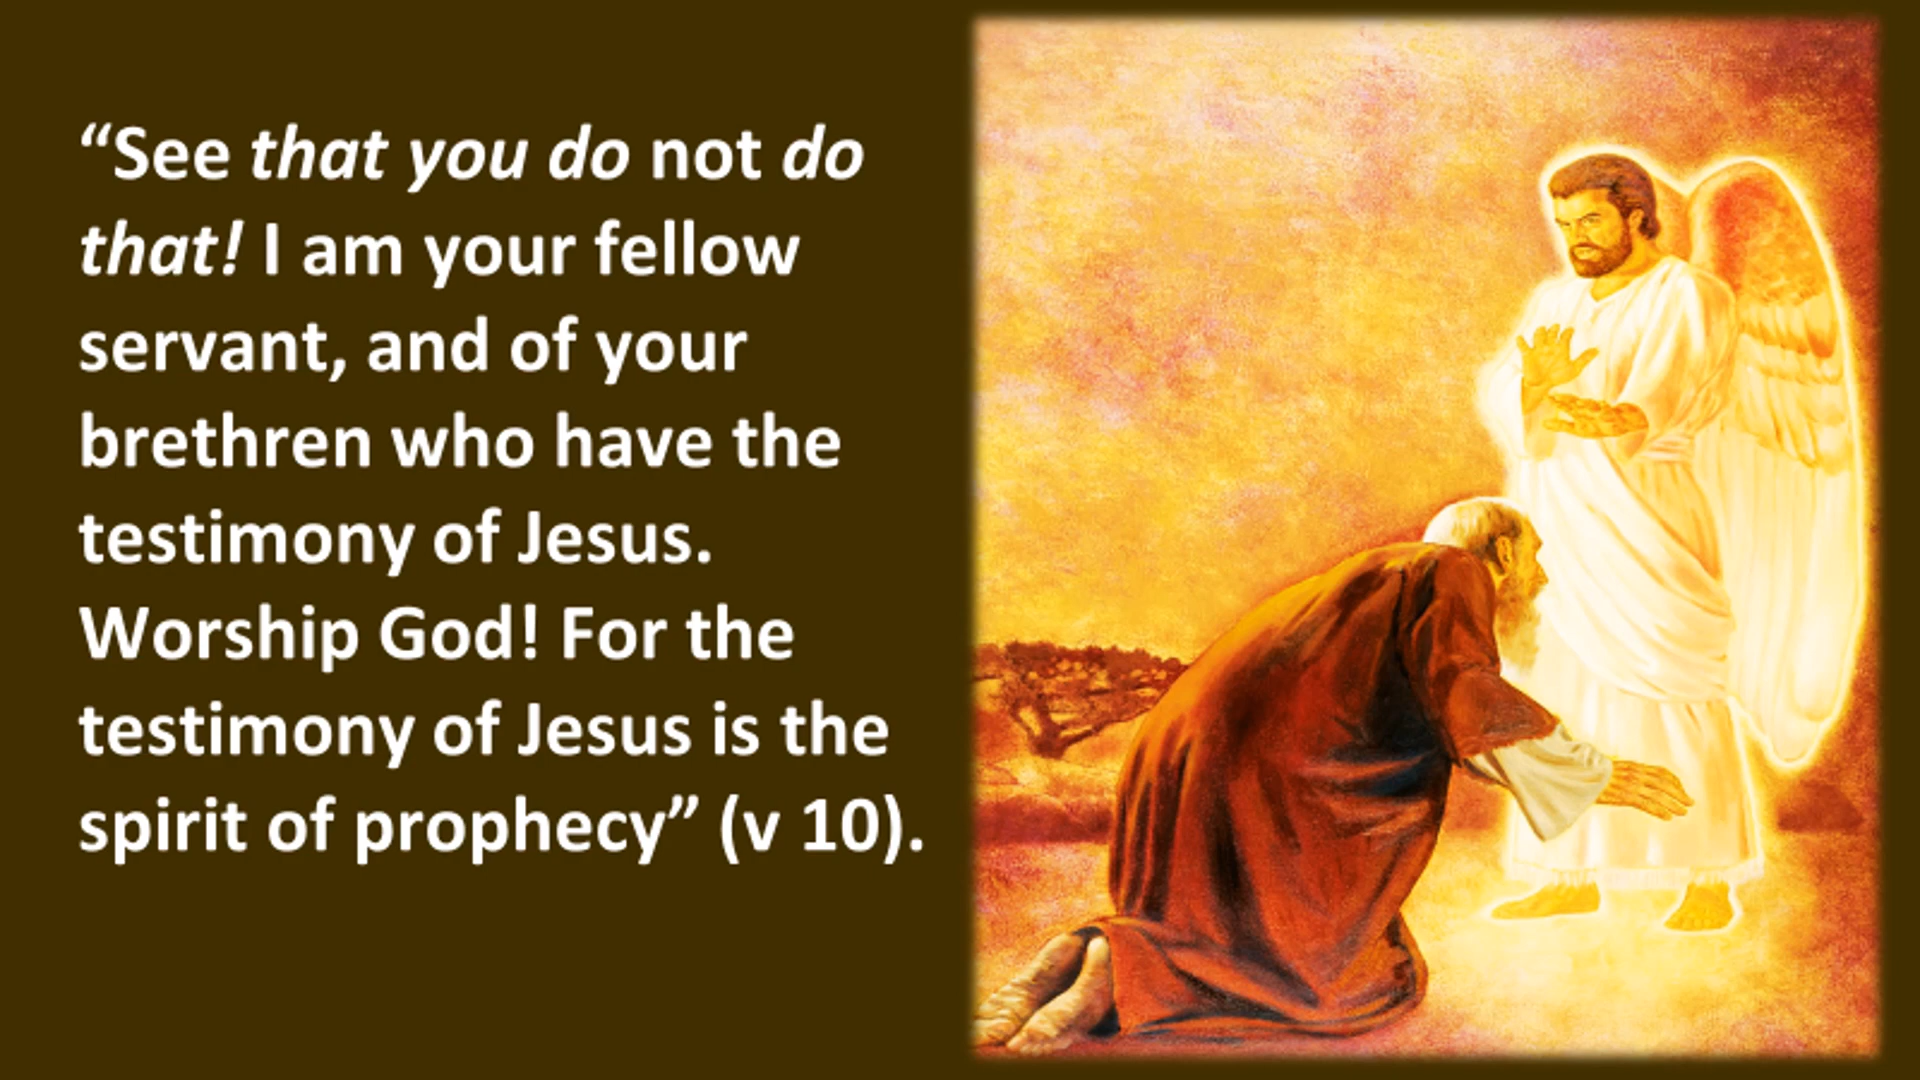 “See that you do not do
that! I am your fellow
servant, and of your
brethren who have the
testimony of Jesus.
Worship God! For the
testimony of Jesus is the
spirit of prophecy” (v 10).